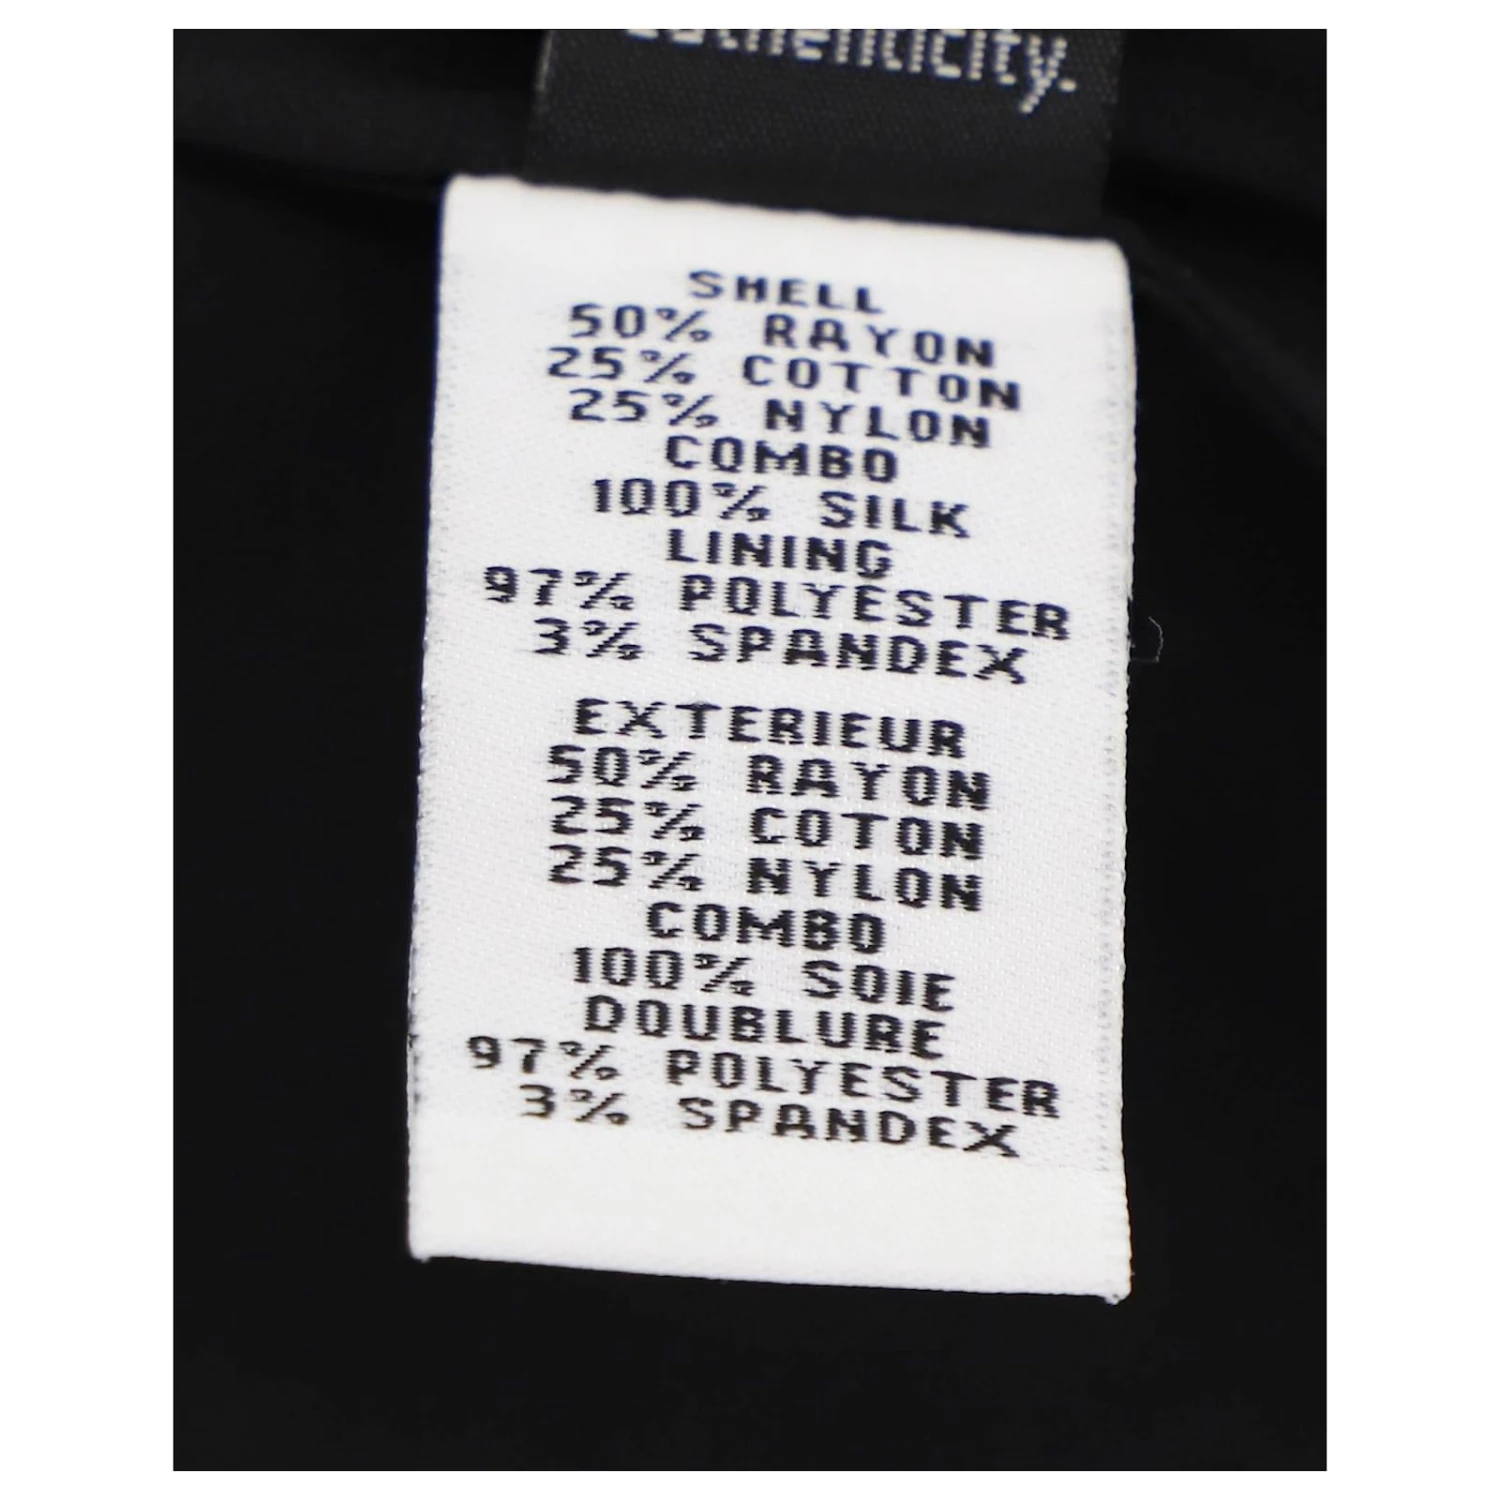 authenticity.
SHELL
50% RAYON
25% COTTON
25% NYLON
COMBO
100% SILK
LINING
97% POLYESTER
3% SPANDEX
EXTERIEUR
50% RAYON
25% COTON
25% NYLON
COMBO
100% SOIE
DOUBLURE
97% POLYESTER
3% SPANDEX